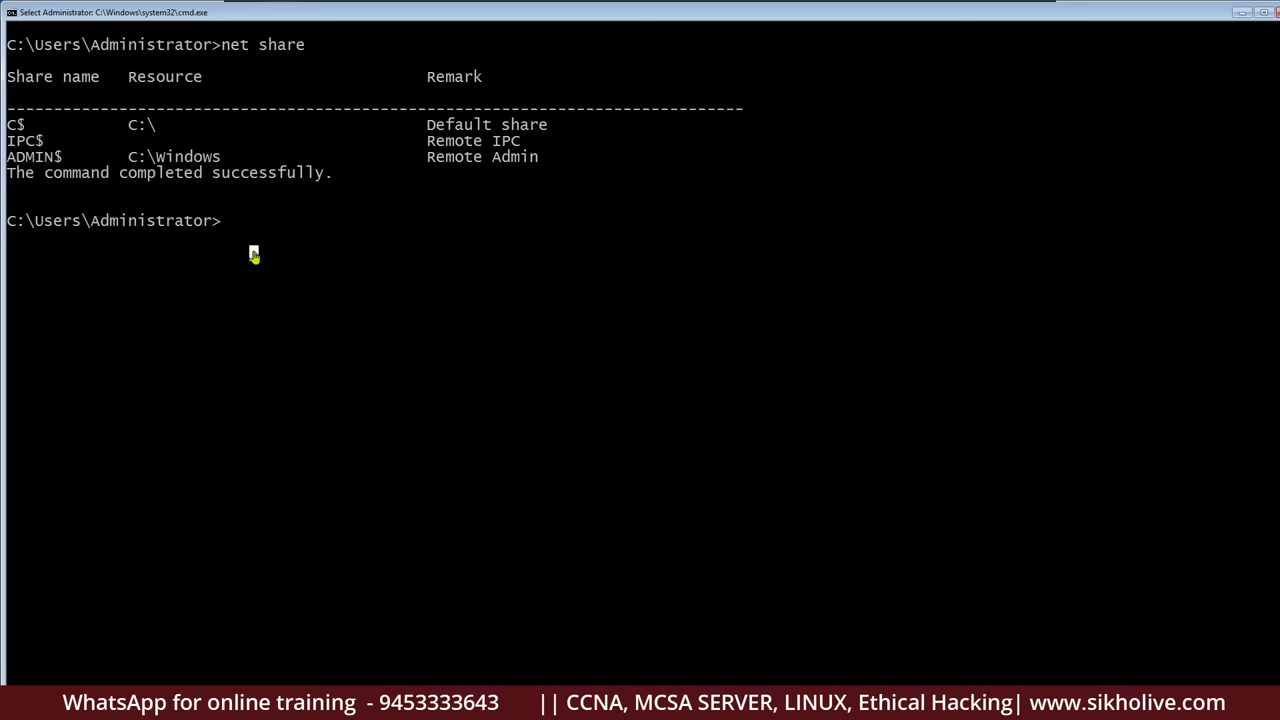 Select Administrator: C:\Windows\system32\cmd.exe
C:\Users\Administrator>net share
Share name   Resource                        Remark
-------------------------------------------------------------------------------
C$           C:\                             Default share
IPC$                                         Remote IPC
ADMIN$       C:\Windows                      Remote Admin
The command completed successfully.
C:\Users\Administrator>
WhatsApp for online training - 9453333643 || CCNA, MCSA SERVER, LINUX, Ethical Hacking| www.sikholive.com